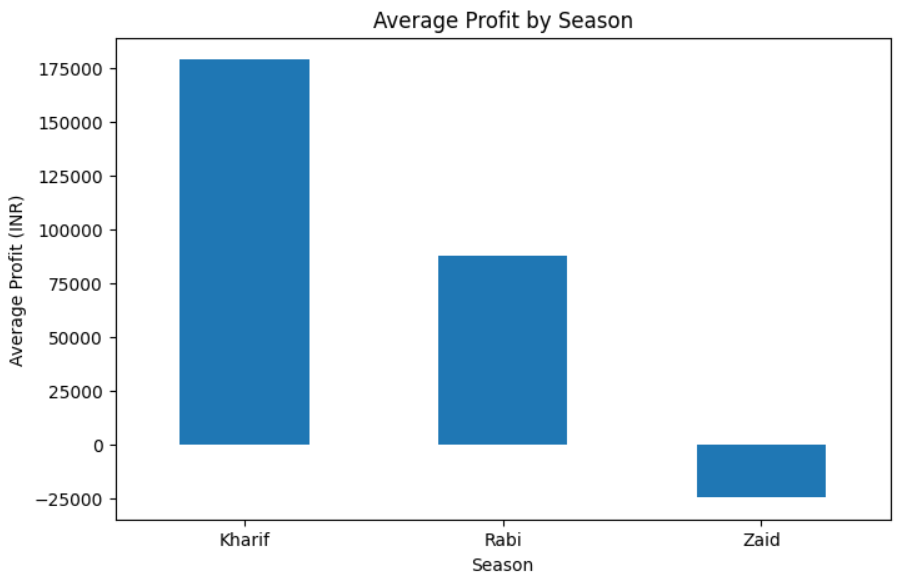 Average Profit by Season
Average Profit (INR)
175000
150000
125000
100000
75000
50000
25000
0
−25000
Kharif Rabi Zaid
Season